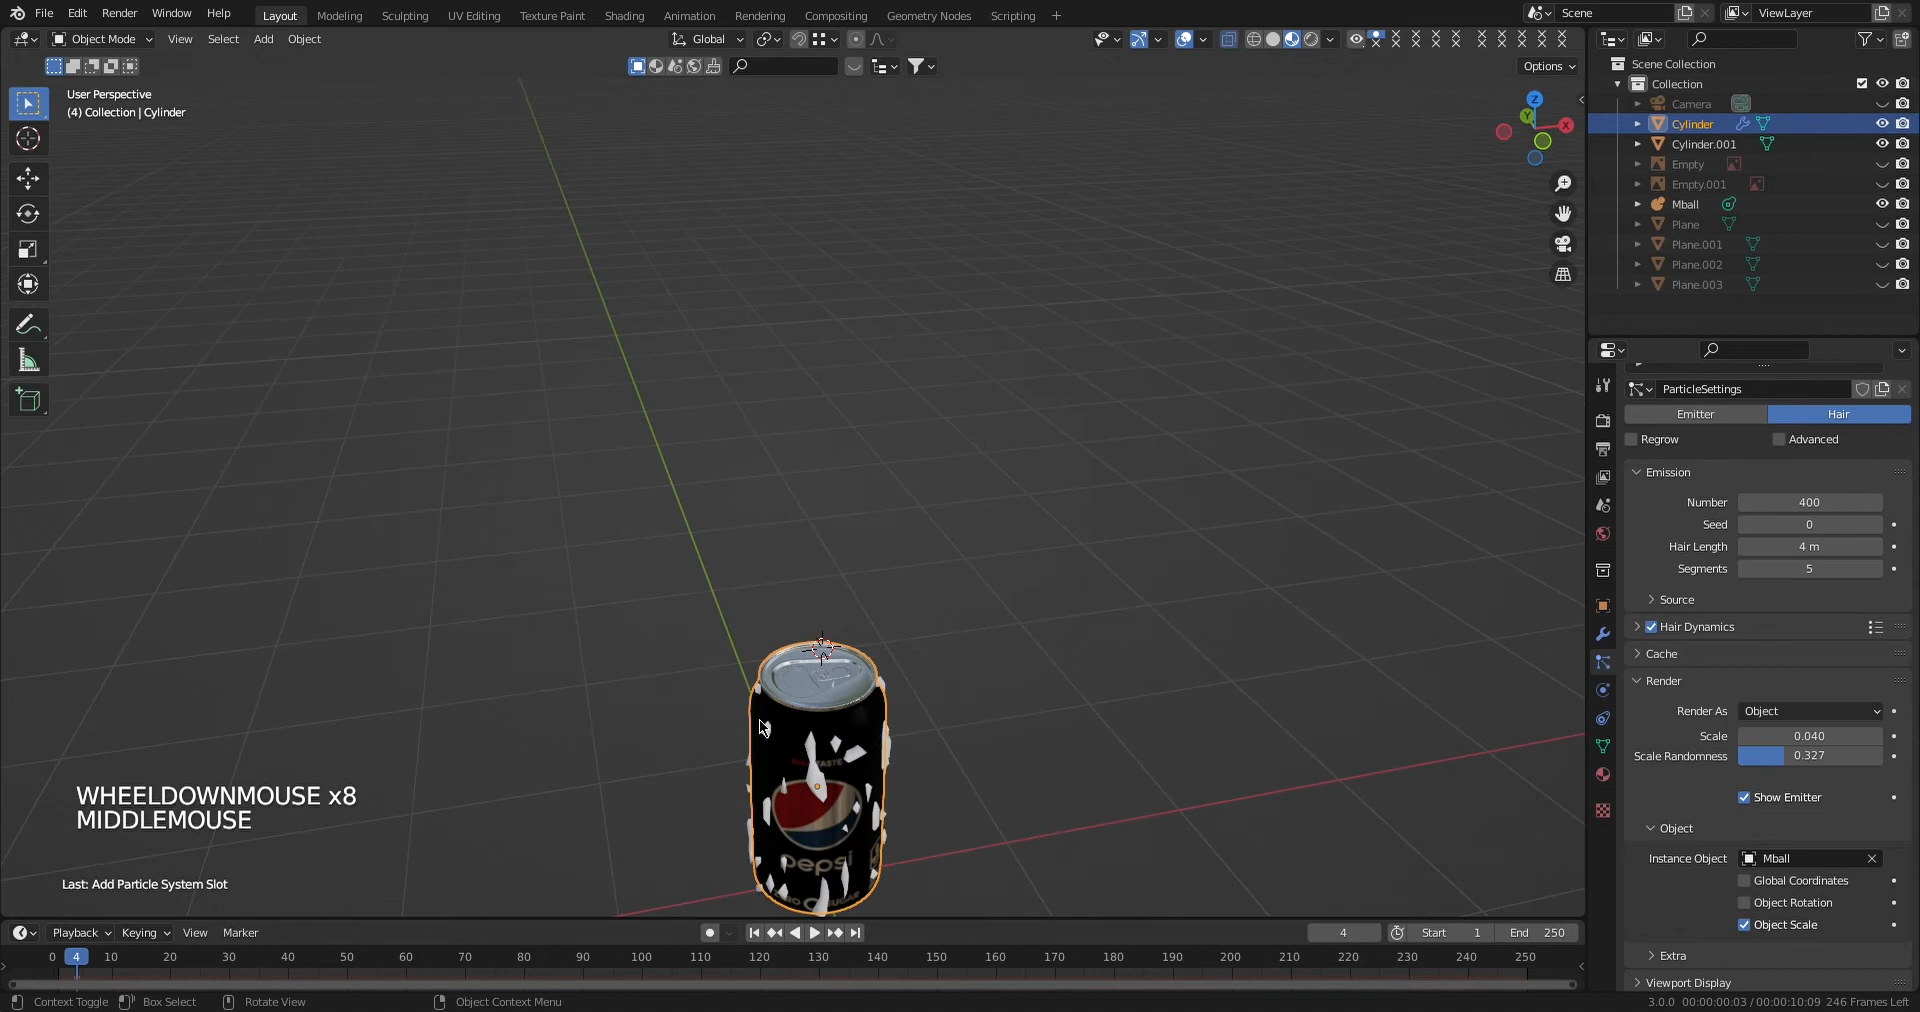 File Edit Render Window Help
Layout Modeling Sculpting UV Editing Texture Paint Shading Animation Rendering Compositing Geometry Nodes Scripting +
Scene ViewLayer
Object Mode View Select Add Object
Global
Options
User Perspective
(4) Collection | Cylinder
Z
Y
X
Scene Collection
Collection
Camera
Cylinder
Cylinder.001
Empty
Empty.001
Mball
Plane
Plane.001
Plane.002
Plane.003
ParticleSettings
Emitter Hair
Regrow Advanced
Emission
Number 400
Seed 0
Hair Length 4 m
Segments 5
Source
Hair Dynamics
Cache
Render
Render As Object
Scale 0.040
Scale Randomness 0.327
Show Emitter
Object
Instance Object Mball
Global Coordinates
Object Rotation
Object Scale
Extra
Viewport Display
TASTE
pepsi
WHEELDOWNMOUSE x8
MIDDLEMOUSE
Last: Add Particle System Slot
Playback Keying View Marker
4 Start 1 End 250
0 4 10 20 30 40 50 60 70 80 90 100 110 120 130 140 150 160 170 180 190 200 210 220 230 240 250
Context Toggle Box Select Rotate View Object Context Menu
3.0.0 00:00:00:03 / 00:00:10:09 246 Frames Left